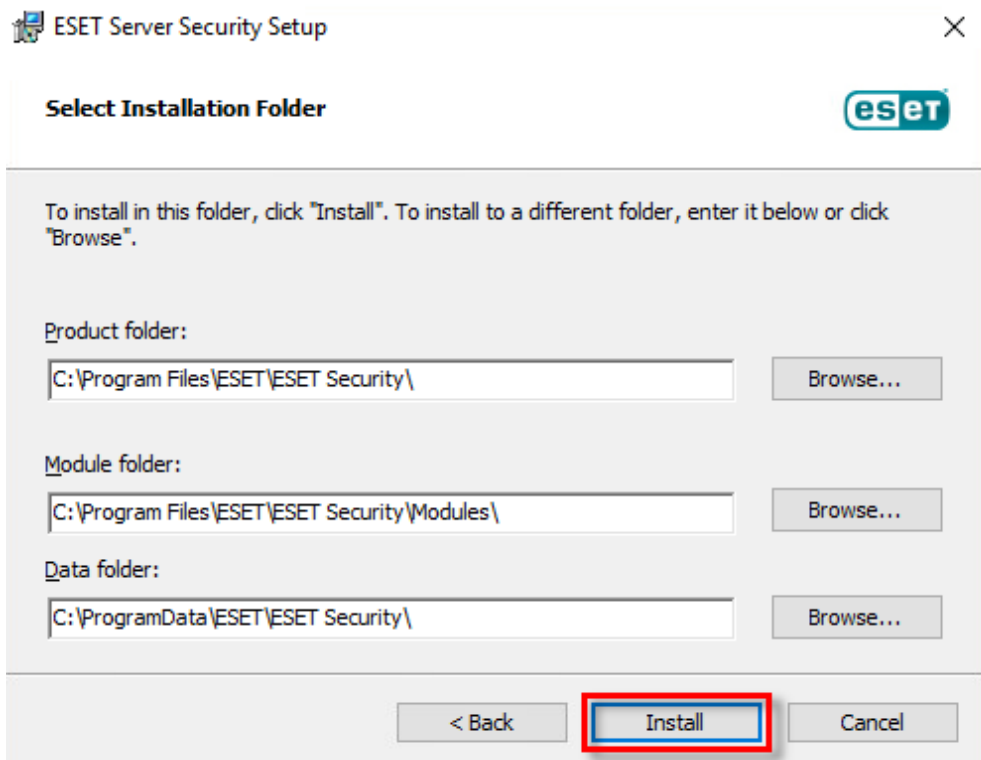 ESET Server Security Setup
Select Installation Folder
eseT
To install in this folder, click "Install". To install to a different folder, enter it below or click
"Browse".
Product folder:
C:\Program Files\ESET\ESET Security\
Browse...
Module folder:
C:\Program Files\ESET\ESET Security\Modules\
Browse...
Data folder:
C:\ProgramData\ESET\ESET Security\
Browse...
< Back
Install
Cancel